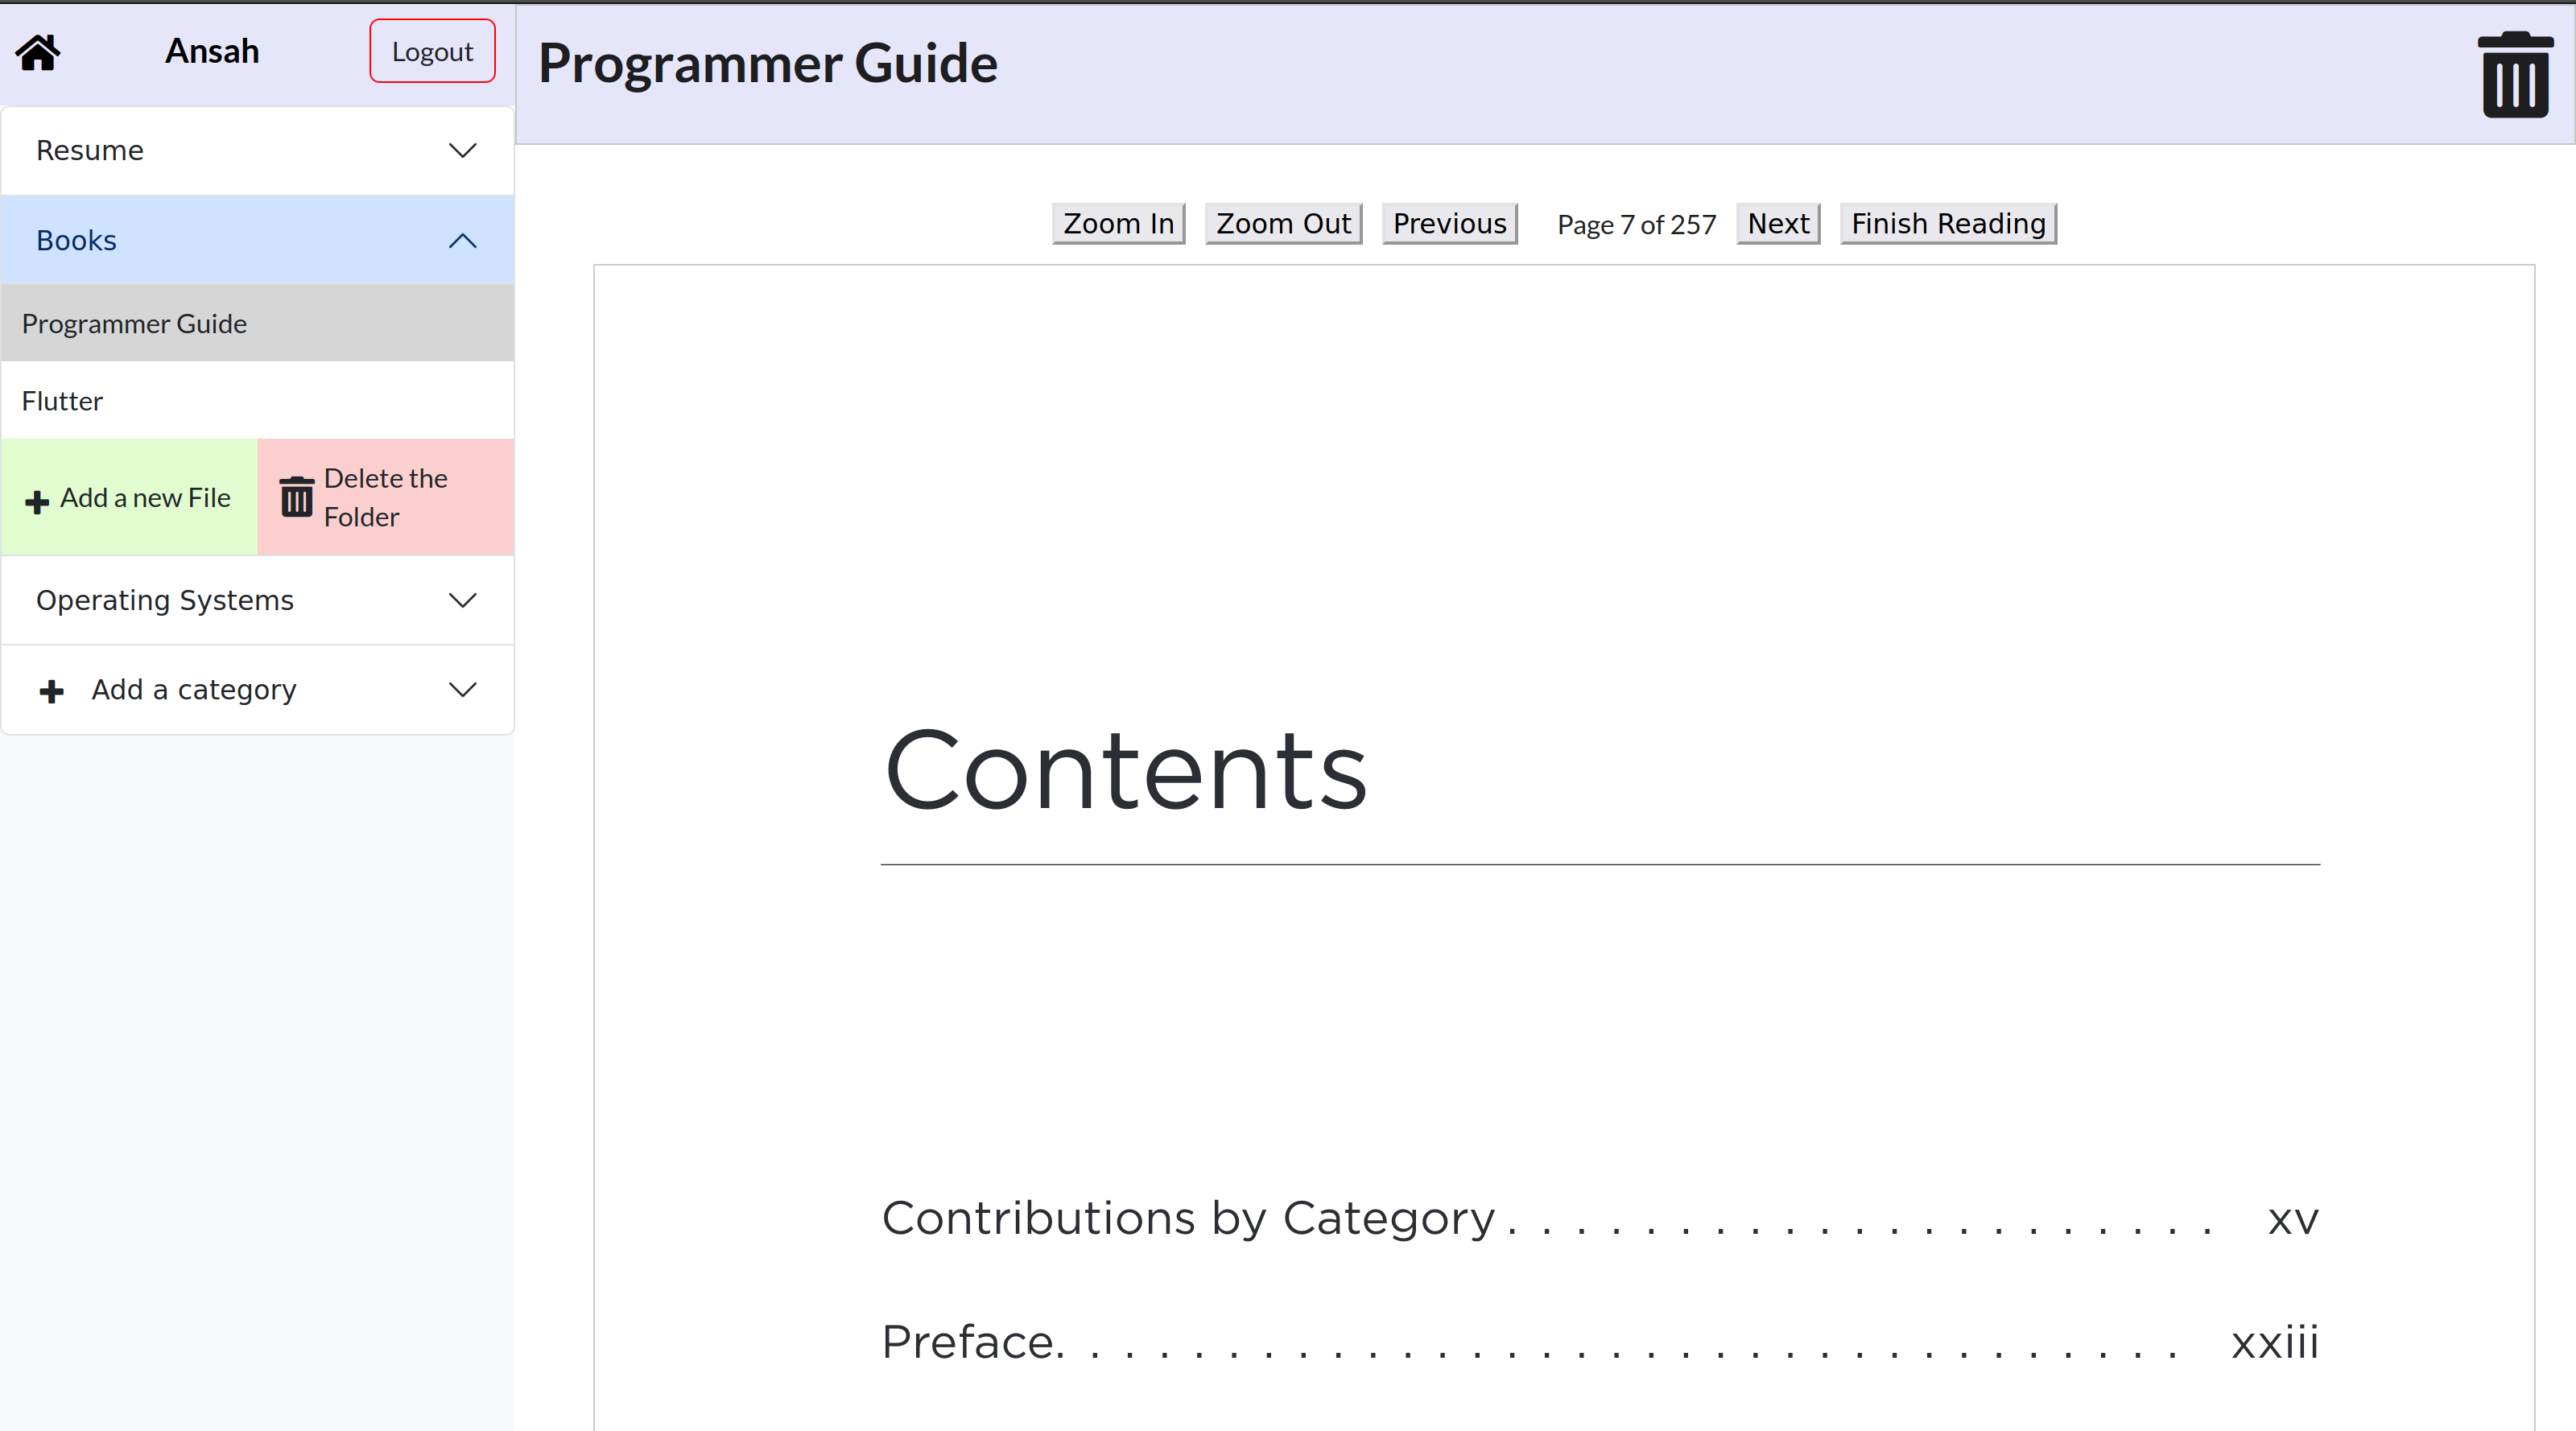 Ansah
Logout
Resume
Books
Programmer Guide
Flutter
Add a new File
Delete the
Folder
Operating Systems
Add a category
Programmer Guide
Zoom In
Zoom Out
Previous
Page 7 of 257
Next
Finish Reading
Contents
Contributions by Category . . . . . . . . . . . . . . . . . . . . . xv
Preface. . . . . . . . . . . . . . . . . . . . . . . . . . . . . . . . . xxiii